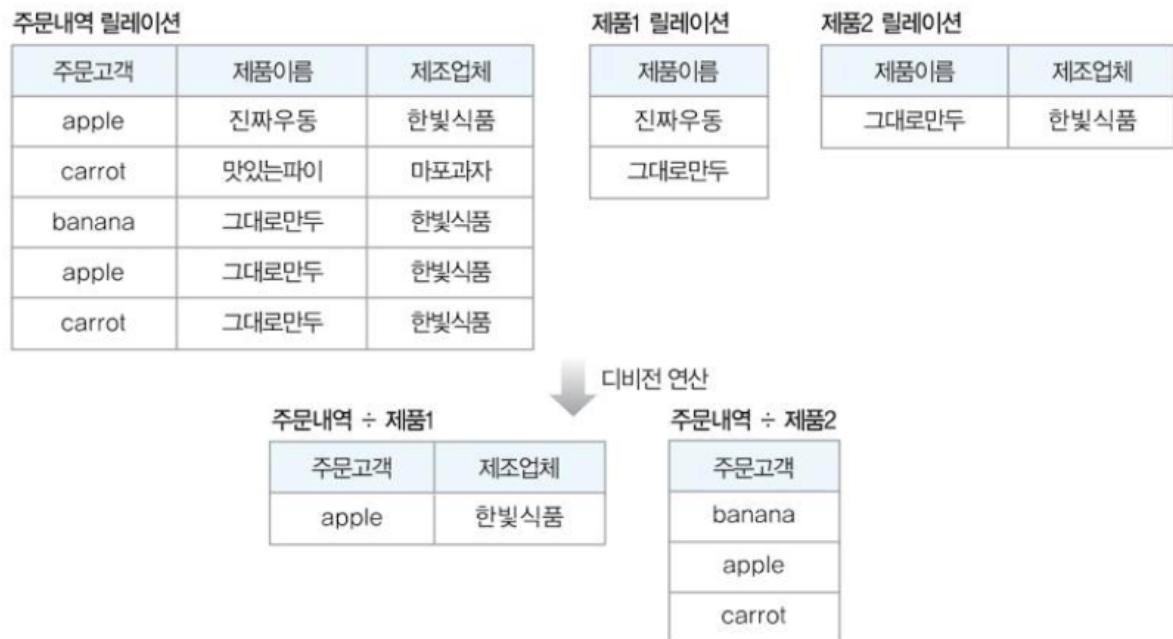 주문내역 릴레이션
주문고객 제품이름 제조업체
apple 진짜우동 한빛식품
carrot 맛있는파이 마포과자
banana 그대로만두 한빛식품
apple 그대로만두 한빛식품
carrot 그대로만두 한빛식품
제품1 릴레이션
제품이름
진짜우동
그대로만두
제품2 릴레이션
제품이름 제조업체
그대로만두 한빛식품
디비전 연산
주문내역 ÷ 제품1
주문고객 제조업체
apple 한빛식품
주문내역 ÷ 제품2
주문고객
banana
apple
carrot